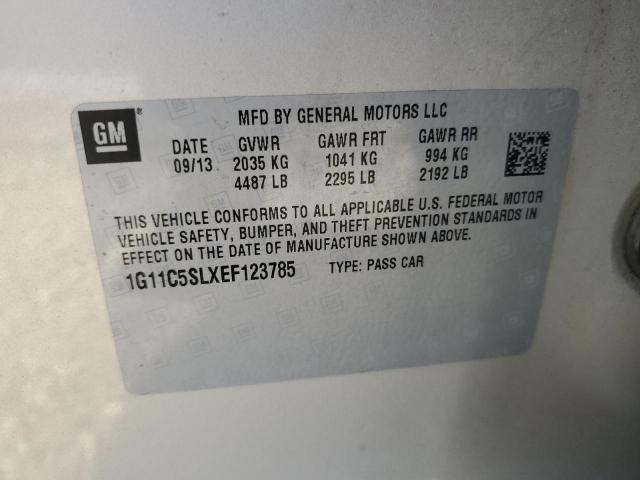 GM
MFD BY GENERAL MOTORS LLC
DATE GVWR GAWR FRT GAWR RR
09/13 2035 KG 1041 KG 994 KG
4487 LB 2295 LB 2192 LB
THIS VEHICLE CONFORMS TO ALL APPLICABLE U.S. FEDERAL MOTOR
VEHICLE SAFETY, BUMPER, AND THEFT PREVENTION STANDARDS IN
EFFECT ON THE DATE OF MANUFACTURE SHOWN ABOVE.
1G11C5SLXEF123785 TYPE: PASS CAR